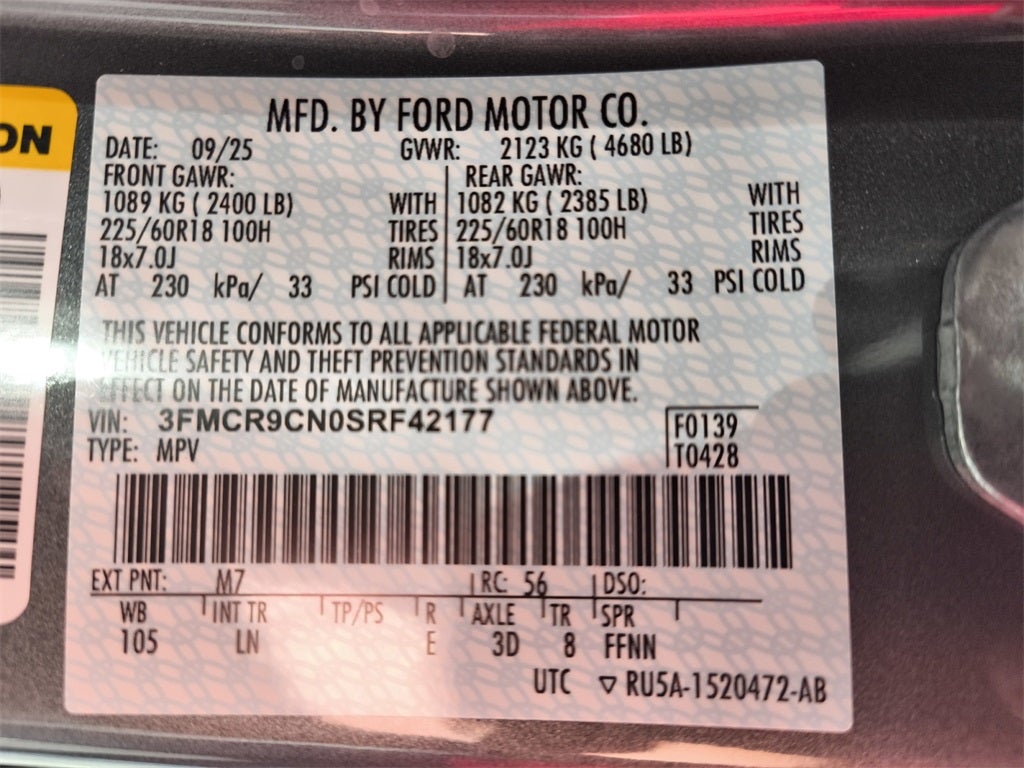 ON
MFD. BY FORD MOTOR CO.
DATE: 09/25 GVWR: 2123 KG ( 4680 LB)
FRONT GAWR: REAR GAWR:
1089 KG ( 2400 LB) WITH 1082 KG ( 2385 LB) WITH
225/60R18 100H TIRES 225/60R18 100H TIRES
18x7.0J RIMS 18x7.0J RIMS
AT 230 kPa/ 33 PSI COLD AT 230 kPa/ 33 PSI COLD
THIS VEHICLE CONFORMS TO ALL APPLICABLE FEDERAL MOTOR
VEHICLE SAFETY AND THEFT PREVENTION STANDARDS IN
EFFECT ON THE DATE OF MANUFACTURE SHOWN ABOVE.
VIN: 3FMCR9CN0SRF42177
TYPE: MPV
F0139
T0428
EXT PNT: M7 RC: 56 DSO:
WB INT TR TP/PS R AXLE TR SPR
105 LN E 3D 8 FFNN
UTC ▽ RU5A-1520472-AB